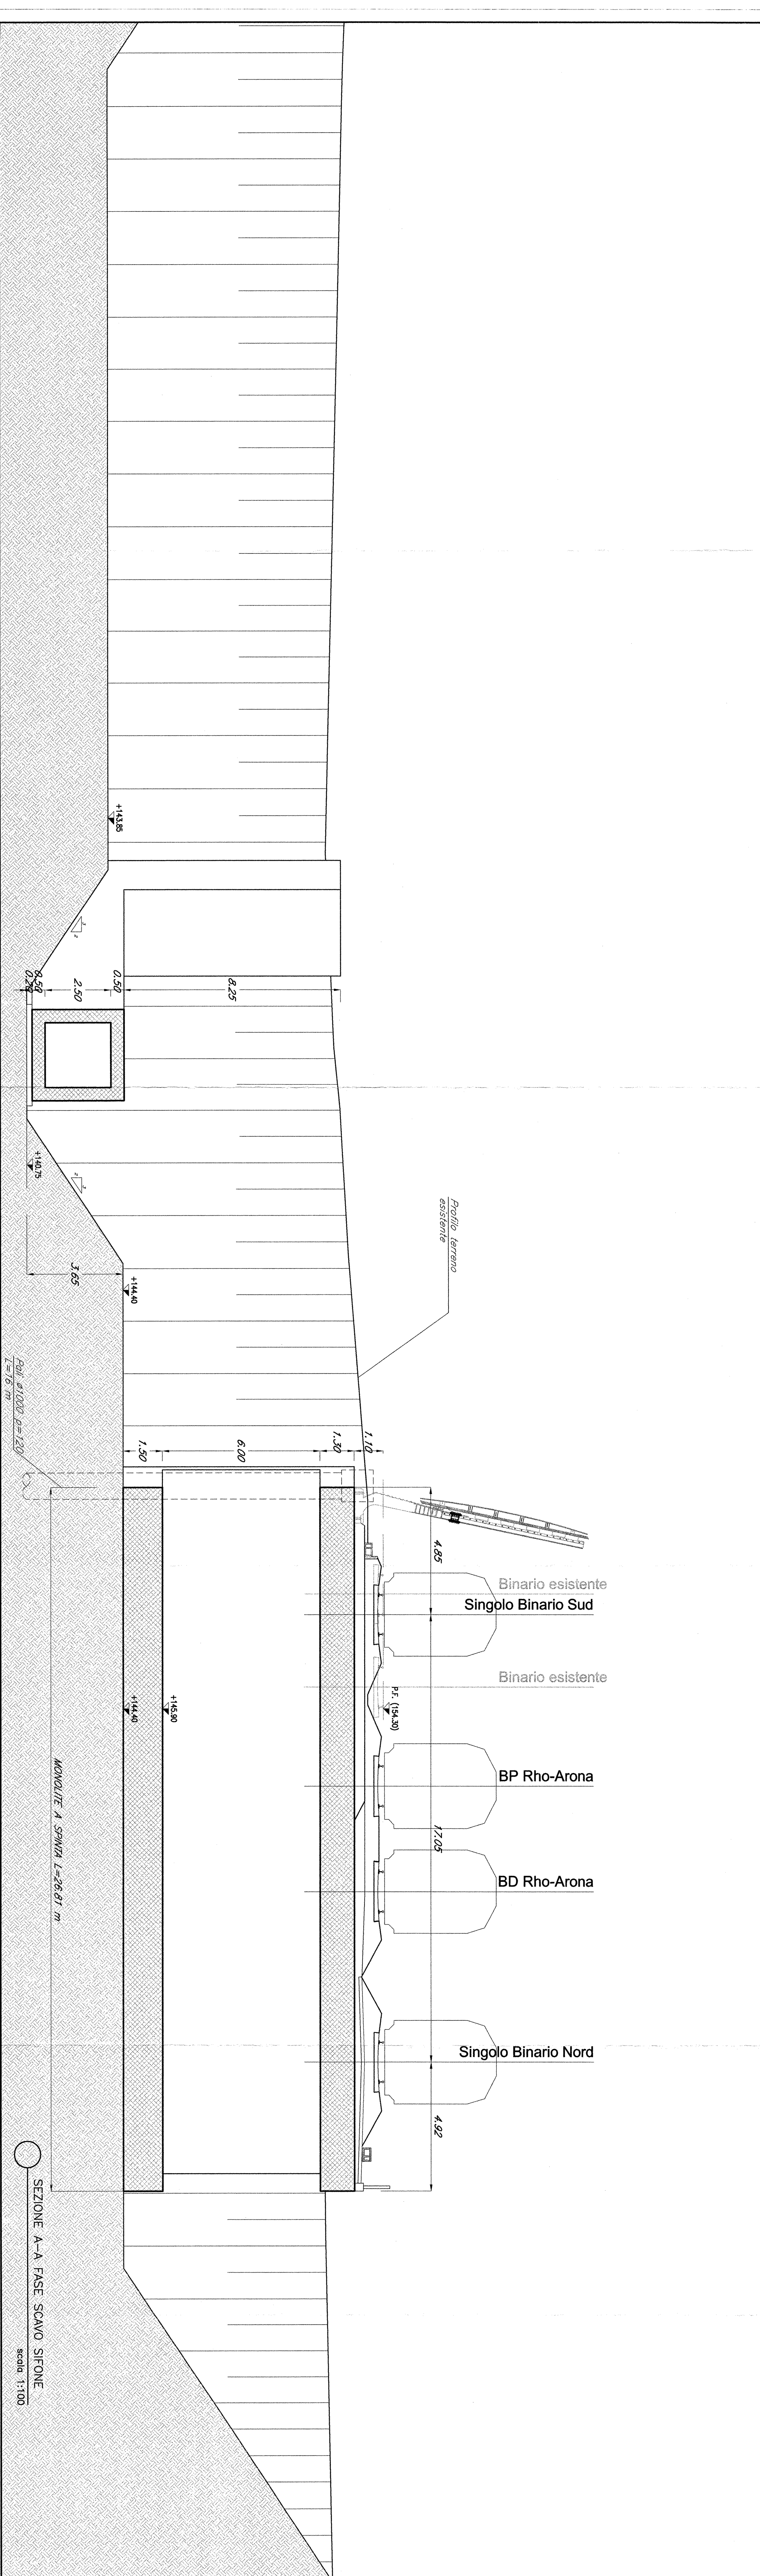 +143.85
2
2
8.25
0.50
2.50
0.50
0.20
+140.75
3.65
+144.40
Profilo terreno
esistente
Pali ø1000 p=120
L=16 m
1.10
1.30
6.00
1.50
4.85
Binario esistente
Singolo Binario Sud
Binario esistente
P.F. (154.30)
+145.90
+144.40
MONOLITE A SPINTA L=26.81 m
BP Rho-Arona
17.05
BD Rho-Arona
Singolo Binario Nord
4.92
SEZIONE A-A FASE SCAVO SIFONE
scala 1:100